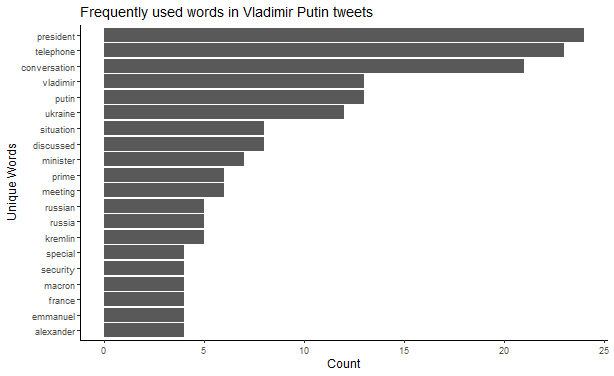 Frequently used words in Vladimir Putin tweets
president
telephone
conversation
vladimir
putin
ukraine
situation
discussed
minister
prime
meeting
russian
russia
kremlin
special
security
macron
france
emmanuel
alexander
Unique Words
0 5 10 15 20 25
Count